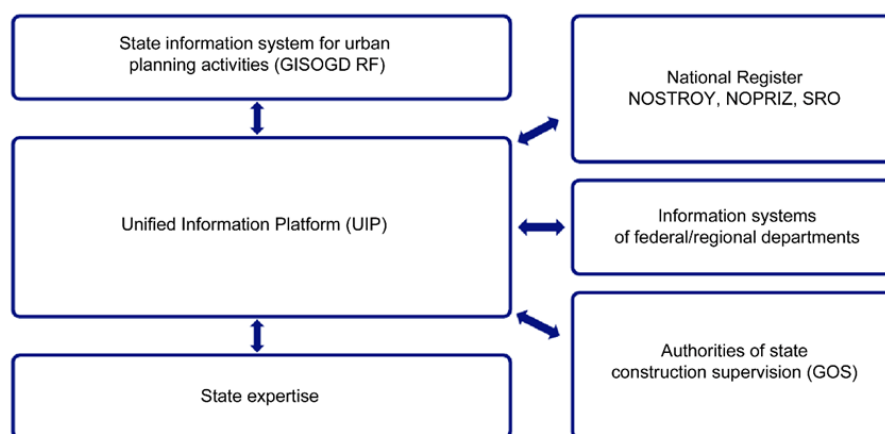 State information system for urban
planning activities (GISOGD RF)
National Register
NOSTROY, NOPRIZ, SRO
Unified Information Platform (UIP)
Information systems
of federal/regional departments
Authorities of state
construction supervision (GOS)
State expertise